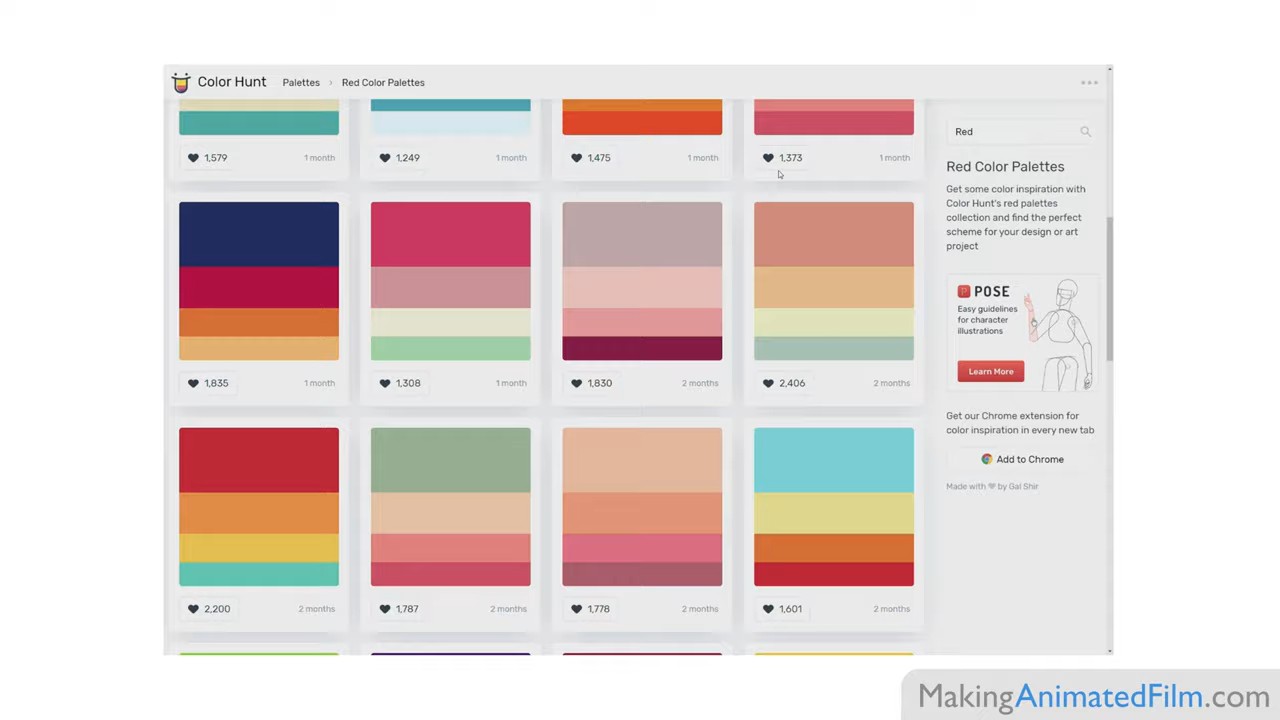 Color Hunt Palettes › Red Color Palettes
1,579 1 month 1,249 1 month 1,475 1 month 1,373 1 month
Red
Red Color Palettes
Get some color inspiration with
Color Hunt's red palettes
collection and find the perfect
scheme for your design or art
project
POSE
Easy guidelines
for character
illustrations
Learn More
1,835 1 month 1,308 1 month 1,830 2 months 2,406 2 months
Get our Chrome extension for
color inspiration in every new tab
Add to Chrome
Made with ♥ by Gal Shir
2,200 2 months 1,787 2 months 1,778 2 months 1,601 2 months
MakingAnimatedFilm.com